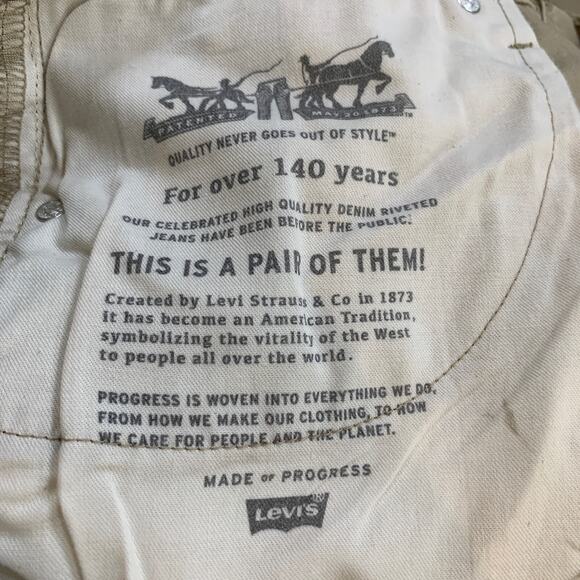 PATENTED MAY 20 1873 TM
QUALITY NEVER GOES OUT OF STYLE™
For over 140 years
OUR CELEBRATED HIGH QUALITY DENIM RIVETED
JEANS HAVE BEEN BEFORE THE PUBLIC.
THIS IS A PAIR OF THEM!
Created by Levi Strauss & Co in 1873
it has become an American Tradition,
symbolizing the vitality of the West
to people all over the world.
PROGRESS IS WOVEN INTO EVERYTHING WE DO,
FROM HOW WE MAKE OUR CLOTHING, TO HOW
WE CARE FOR PEOPLE AND THE PLANET.
MADE OF PROGRESS
LEVI'S ®